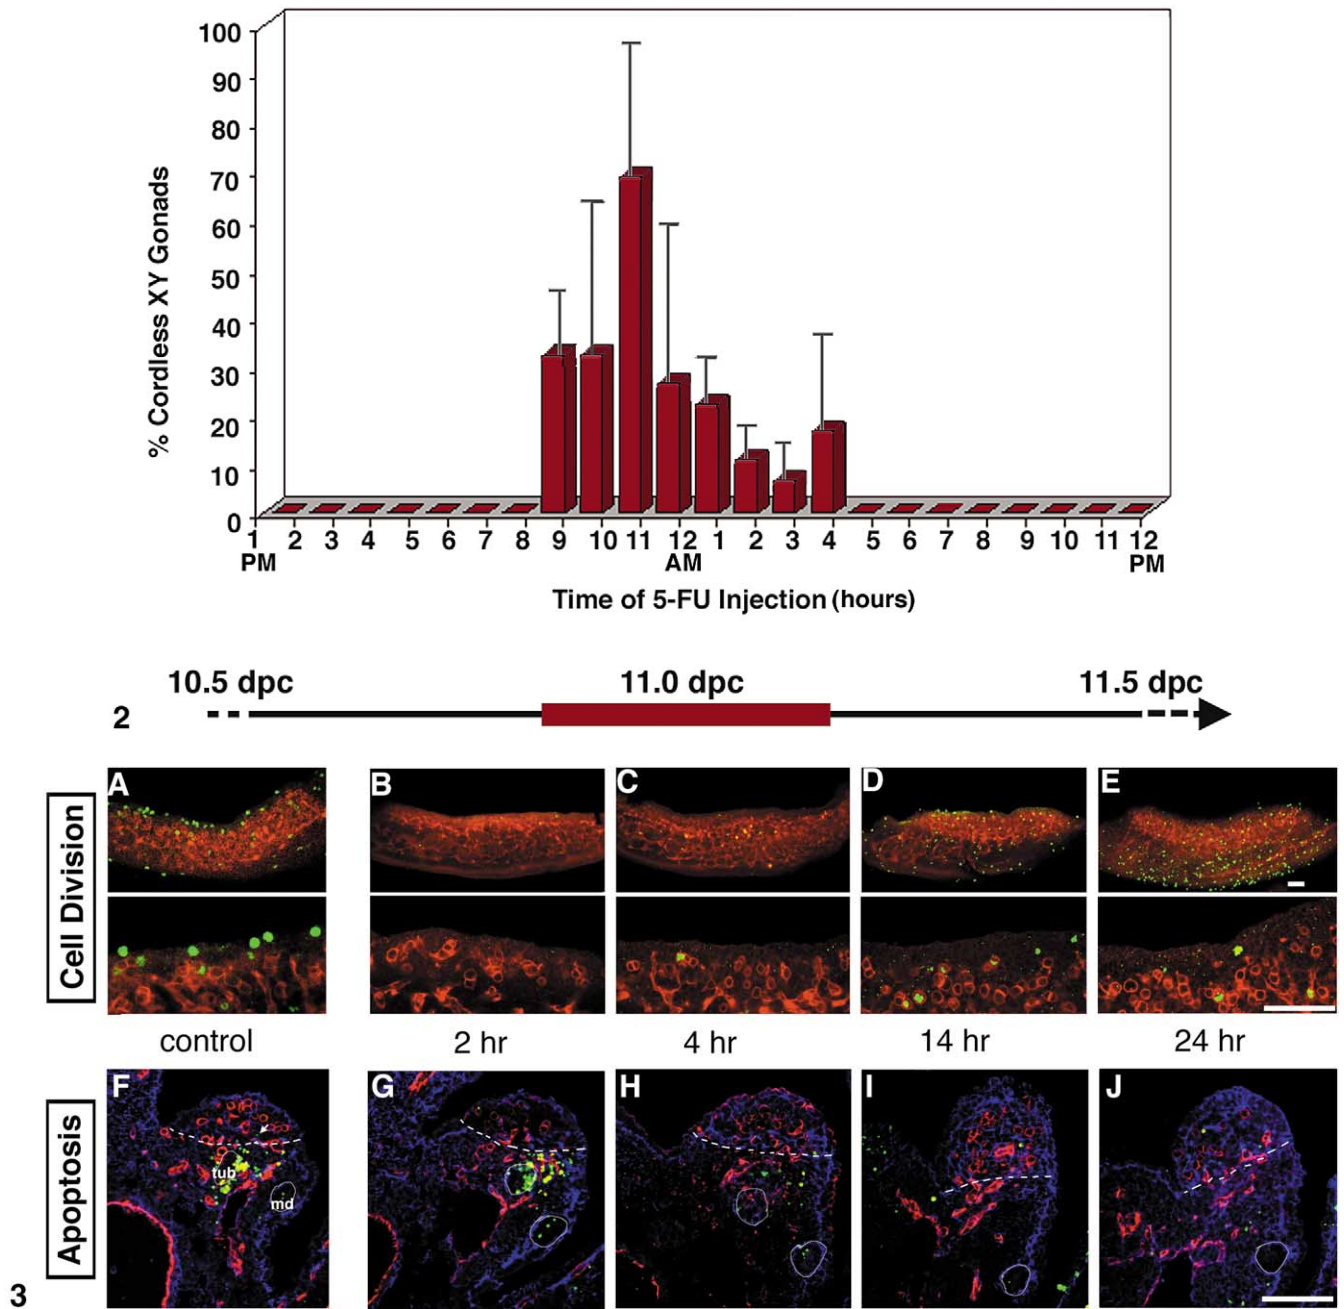 100
90
80
70
60
50
40
30
20
10
0
% Cordless XY Gonads
1 2 3 4 5 6 7 8 9 10 11 12 1 2 3 4 5 6 7 8 9 10 11 12
PM AM PM
Time of 5-FU Injection (hours)
10.5 dpc 11.0 dpc 11.5 dpc
2
A B C D E
Cell Division
control 2 hr 4 hr 14 hr 24 hr
F G H I J
tub
md
Apoptosis
3